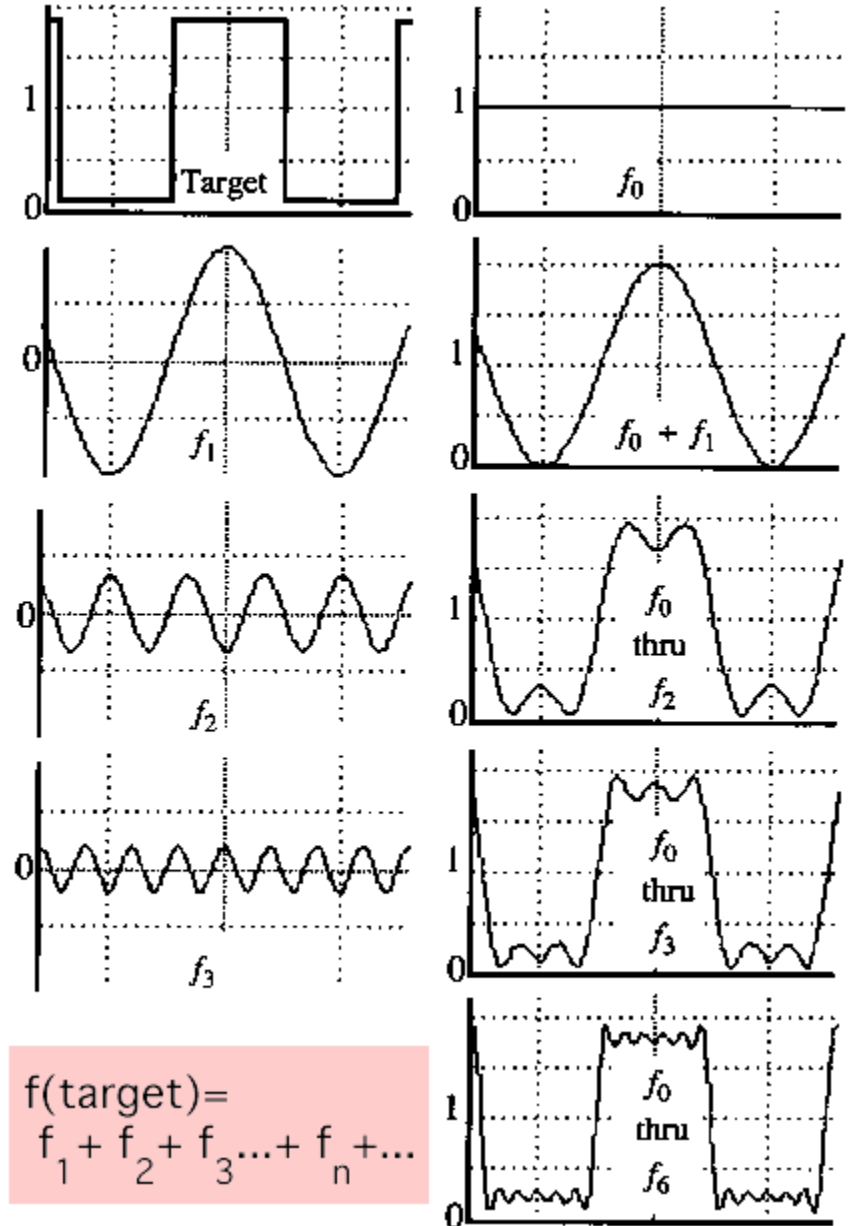 1
0
Target
1
0
f₀
0
f₁
1
0
f₀ + f₁
0
f₂
1
0
f₀
thru
f₂
0
f₃
1
0
f₀
thru
f₃
f(target)=
f₁ + f₂ + f₃...+ fₙ+...
1
0
f₀
thru
f₆